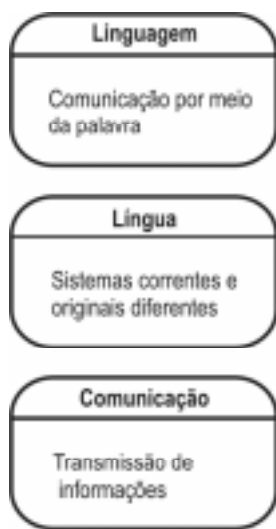 Linguagem
Comunicação por meio
da palavra
Língua
Sistemas correntes e
originais diferentes
Comunicação
Transmissão de
informações